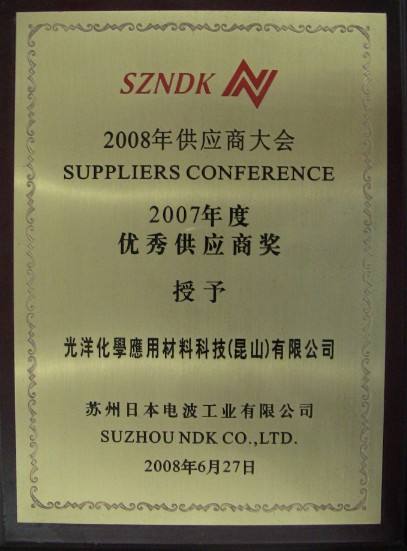 SZNDK
2008年供应商大会
SUPPLIERS CONFERENCE
2007年度
优秀供应商奖
授予
光洋化學應用材料科技(昆山)有限公司
苏州日本电波工业有限公司
SUZHOU NDK CO.,LTD.
2008年6月27日